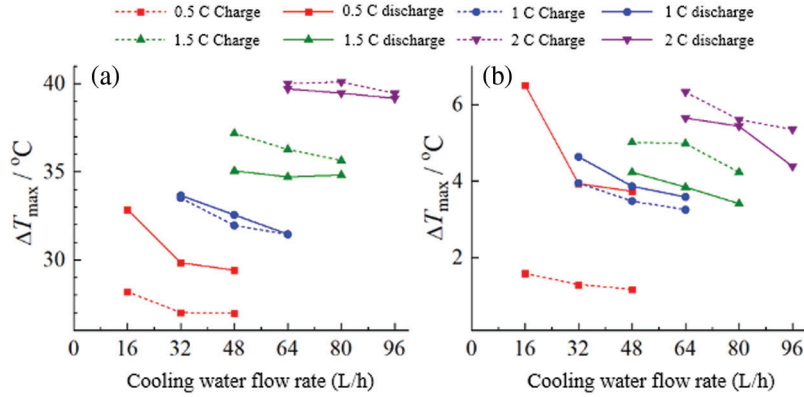 0.5 C Charge 0.5 C discharge 1 C Charge 1 C discharge
1.5 C Charge 1.5 C discharge 2 C Charge 2 C discharge
(a)
40
35
30
ΔTmax / °C
0 16 32 48 64 80 96
Cooling water flow rate (L/h)
(b)
6
4
2
ΔTmax / °C
0 16 32 48 64 80 96
Cooling water flow rate (L/h)